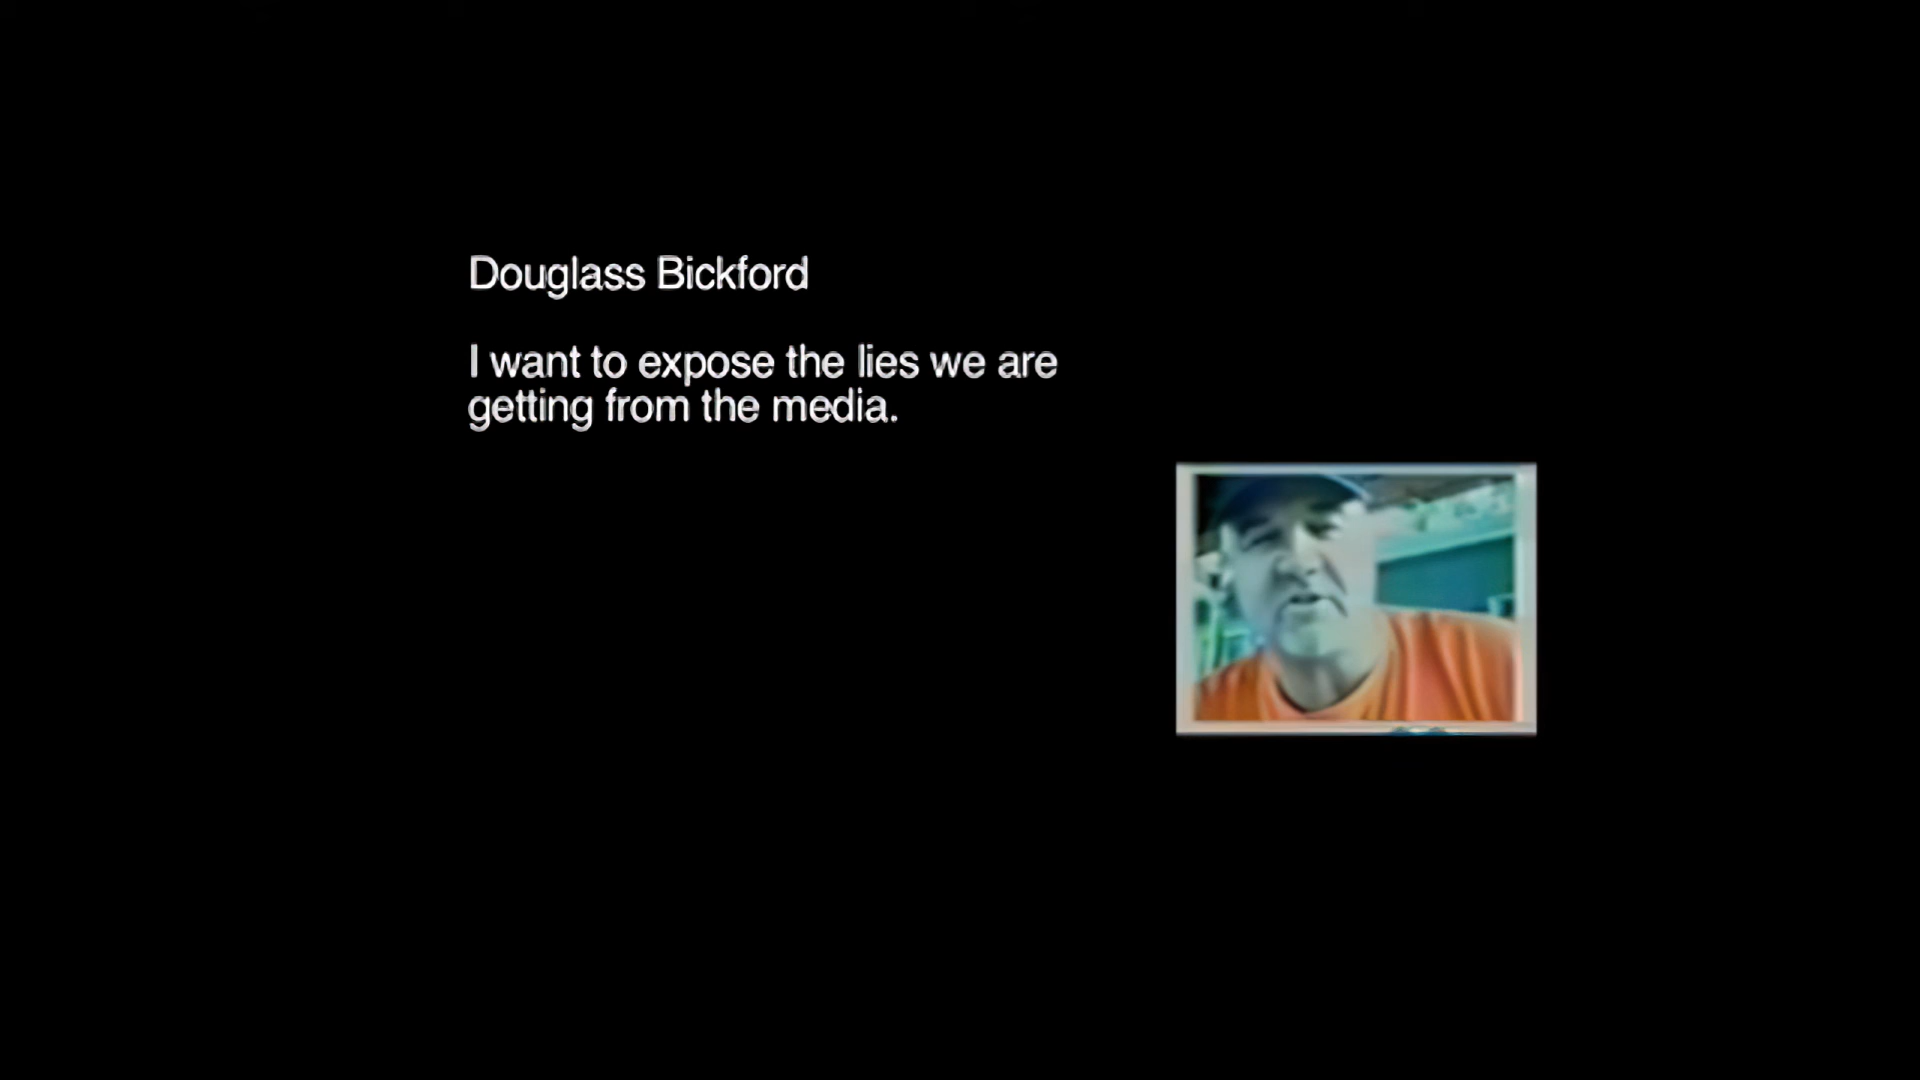 Douglass Bickford
I want to expose the lies we are
getting from the media.